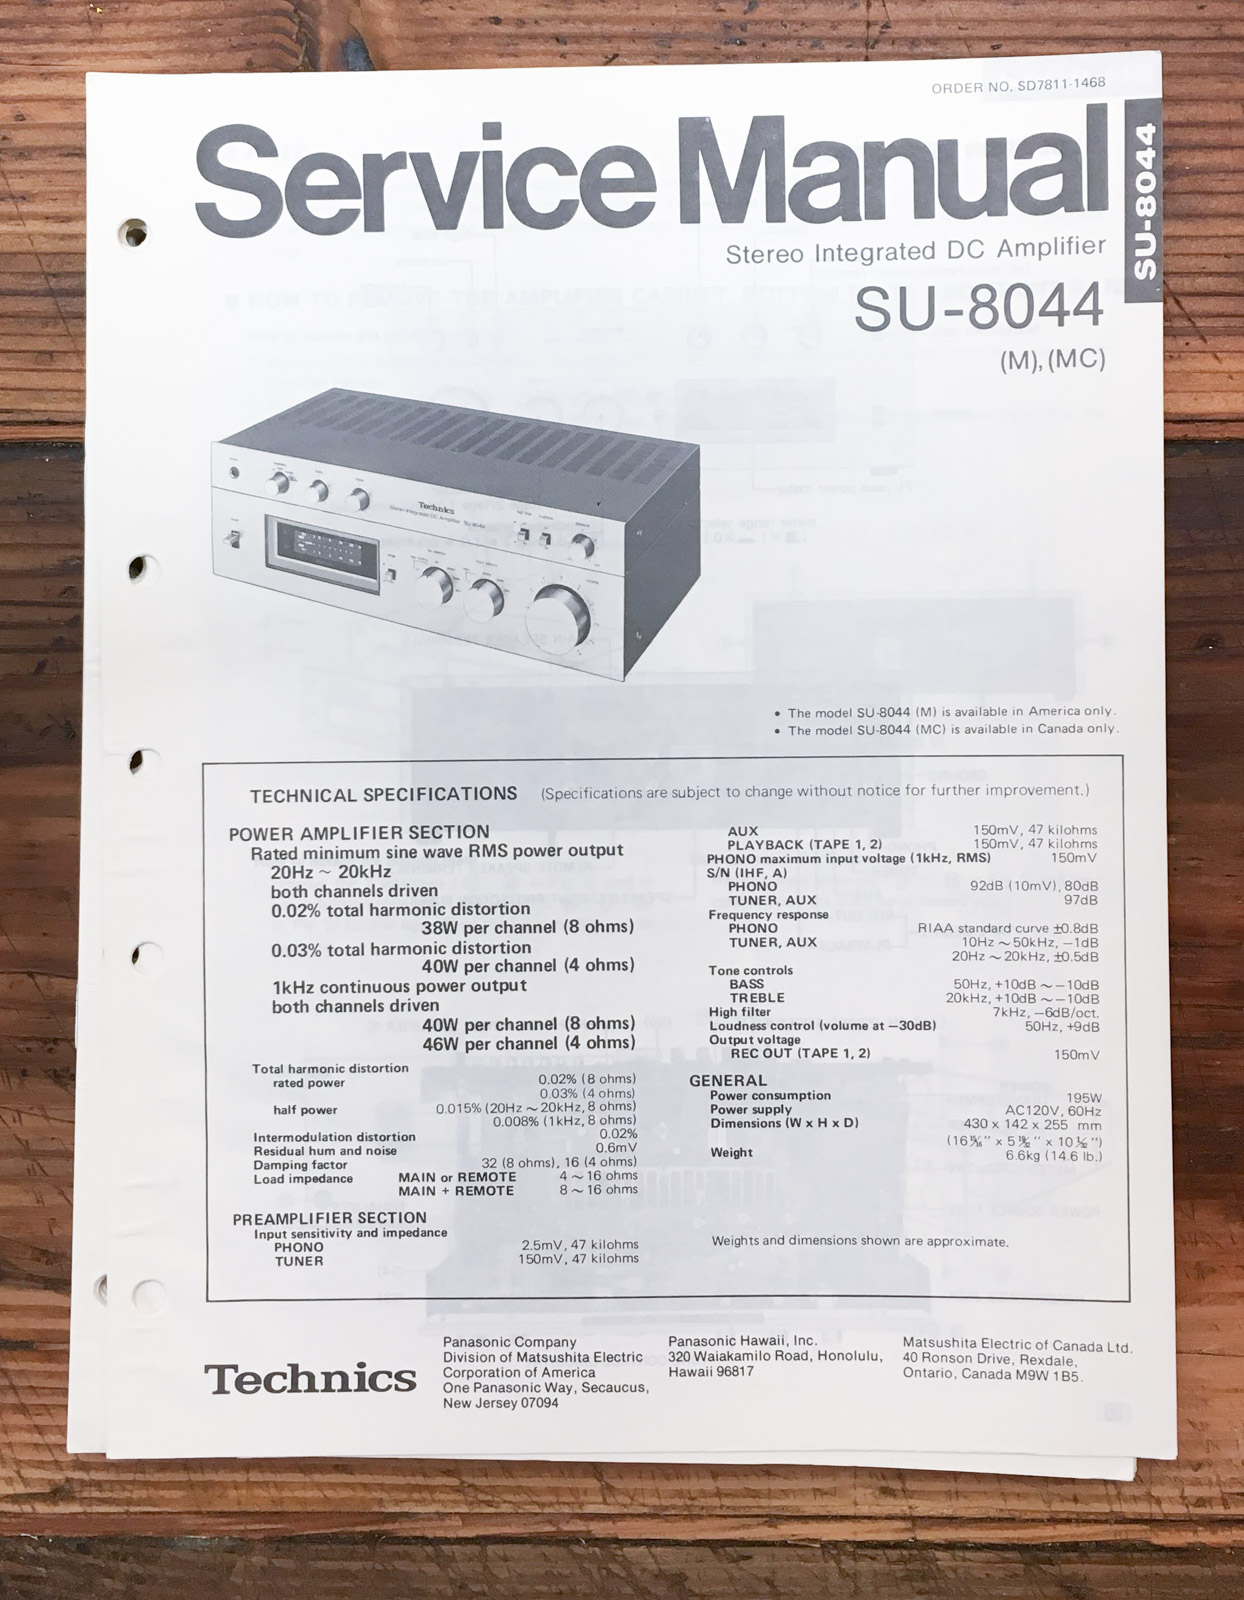 ORDER NO. SD7811-1468
Service Manual
SU-8044
Stereo Integrated DC Amplifier
SU-8044
(M), (MC)
Technics
Stereo Integrated DC Amplifier SU-8044
• The model SU-8044 (M) is available in America only.
• The model SU-8044 (MC) is available in Canada only.
TECHNICAL SPECIFICATIONS (Specifications are subject to change without notice for further improvement.)
POWER AMPLIFIER SECTION
Rated minimum sine wave RMS power output
20Hz ~ 20kHz
both channels driven
0.02% total harmonic distortion
38W per channel (8 ohms)
0.03% total harmonic distortion
40W per channel (4 ohms)
1kHz continuous power output
both channels driven
40W per channel (8 ohms)
46W per channel (4 ohms)
Total harmonic distortion
rated power 0.02% (8 ohms)
0.03% (4 ohms)
half power 0.015% (20Hz ~ 20kHz, 8 ohms)
0.008% (1kHz, 8 ohms)
Intermodulation distortion 0.02%
Residual hum and noise 0.6mV
Damping factor 32 (8 ohms), 16 (4 ohms)
Load impedance MAIN or REMOTE 4 ~ 16 ohms
MAIN + REMOTE 8 ~ 16 ohms
PREAMPLIFIER SECTION
Input sensitivity and impedance
PHONO 2.5mV, 47 kilohms
TUNER 150mV, 47 kilohms
AUX 150mV, 47 kilohms
PLAYBACK (TAPE 1, 2) 150mV, 47 kilohms
PHONO maximum input voltage (1kHz, RMS) 150mV
S/N (IHF, A)
PHONO 92dB (10mV), 80dB
TUNER, AUX 97dB
Frequency response
PHONO RIAA standard curve ±0.8dB
TUNER, AUX 10Hz ~ 50kHz, −1dB
20Hz ~ 20kHz, ±0.5dB
Tone controls
BASS 50Hz, +10dB ~ −10dB
TREBLE 20kHz, +10dB ~ −10dB
High filter 7kHz, −6dB/oct.
Loudness control (volume at −30dB) 50Hz, +9dB
Output voltage
REC OUT (TAPE 1, 2) 150mV
GENERAL
Power consumption 195W
Power supply AC120V, 60Hz
Dimensions (W x H x D) 430 x 142 x 255 mm
Weight 6.6kg (14.6 lb.)
Weights and dimensions shown are approximate.
Technics
Panasonic Company
Division of Matsushita Electric
Corporation of America
One Panasonic Way, Secaucus,
New Jersey 07094
Panasonic Hawaii, Inc.
320 Waiakamilo Road, Honolulu,
Hawaii 96817
Matsushita Electric of Canada Ltd.
40 Ronson Drive, Rexdale,
Ontario, Canada M9W 1B5.